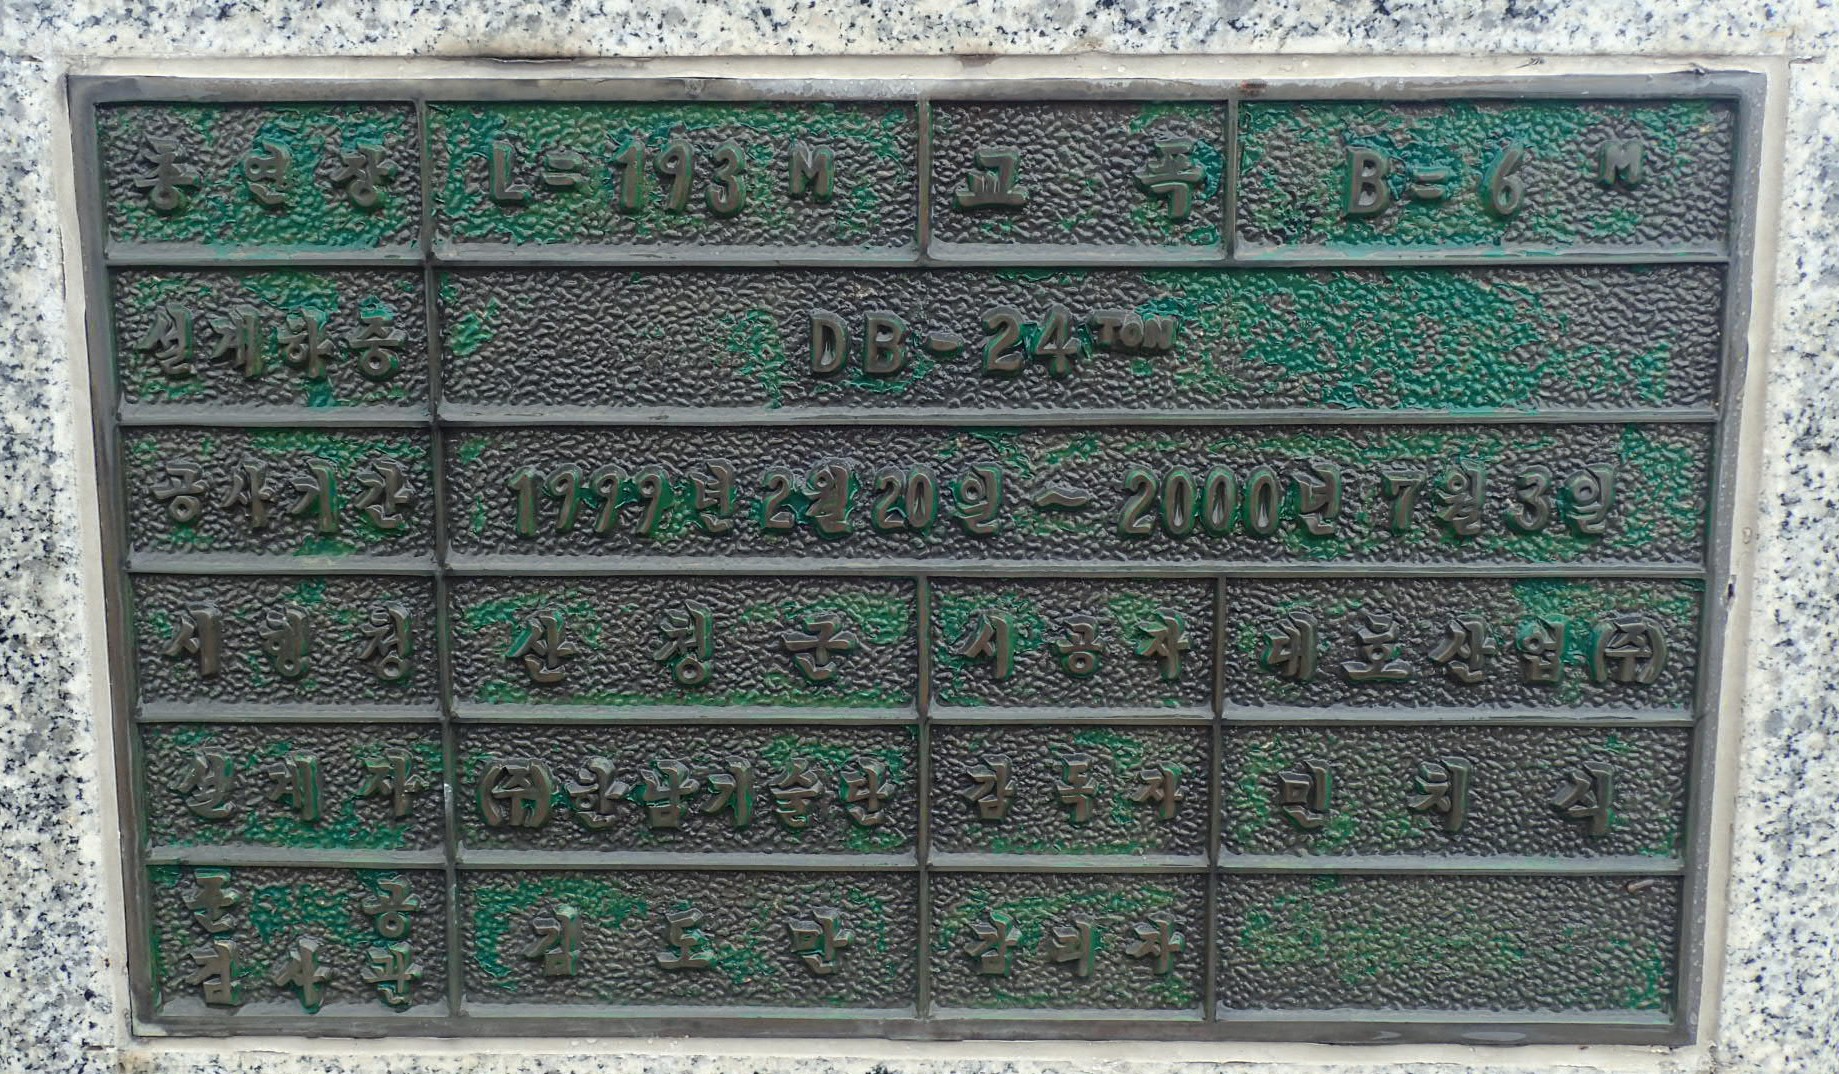 총 연 장 L=193 M 교 폭 B=6 M
설계하중 DB-24 TON
공사기간 1999년 2월 20일 ~ 2000년 7월 3일
시 행 청 산 청 군 시 공 자 대호산업(주)
설 계 자 (주)한남기술단 감 독 자 민 치 식
준 공
검 사 관 김 도 만 감 리 자